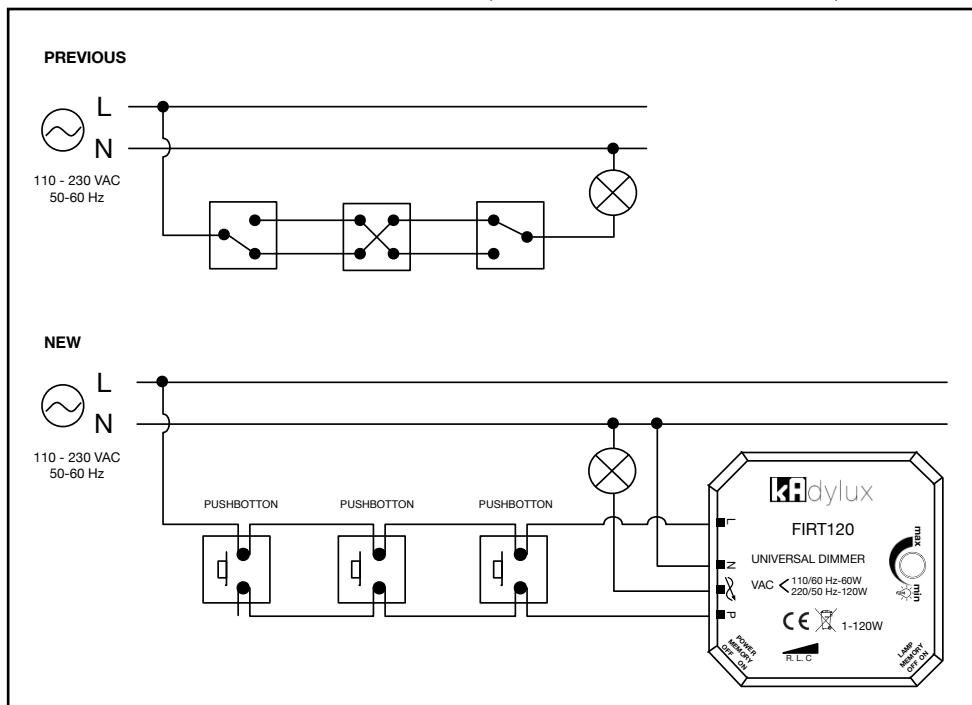 PREVIOUS
L
N
110 - 230 VAC
50-60 Hz
NEW
L
N
110 - 230 VAC
50-60 Hz
PUSHBOTTON
PUSHBOTTON
PUSHBOTTON
kAdylux
FIRT120
UNIVERSAL DIMMER
VAC < 110/60 Hz-60W
220/50 Hz-120W
CE 1-120W
R. L. C
L
N
P
max
min
POWER
MEMORY
OFF ON
LAMP
MEMORY
OFF ON